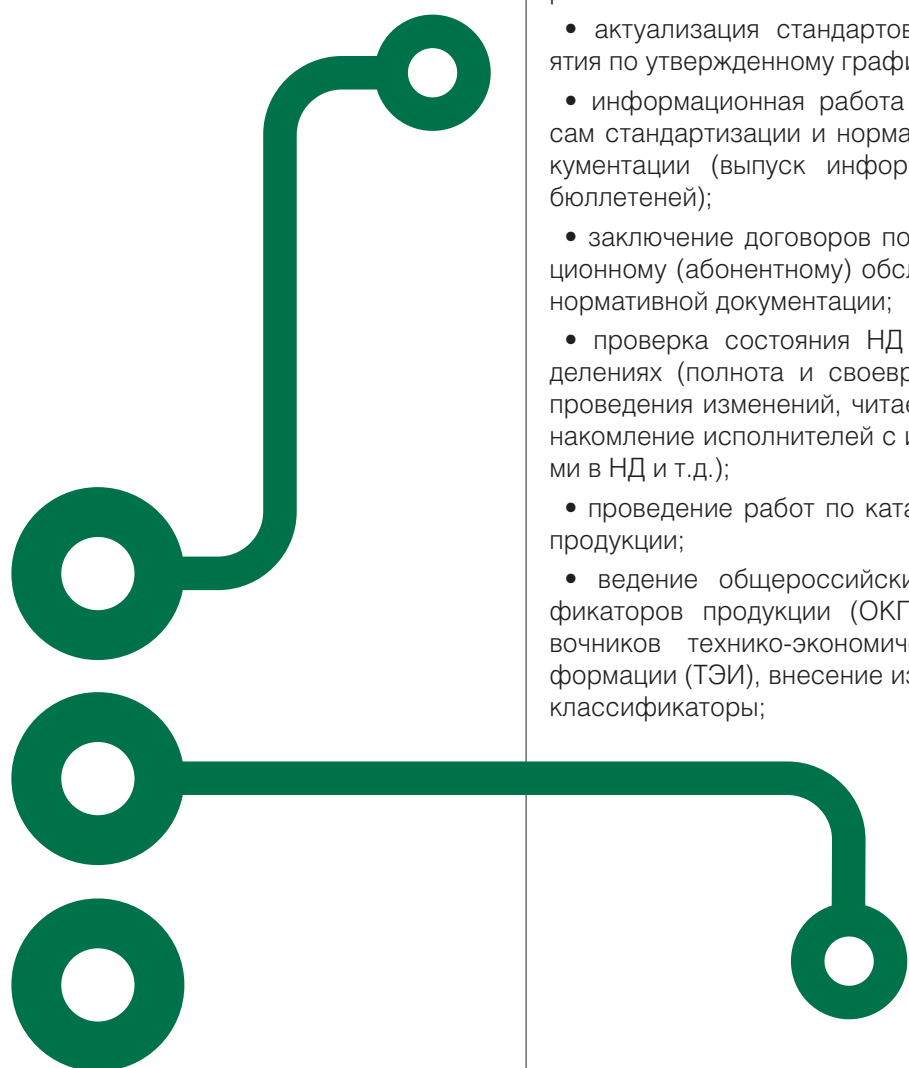 • актуализация стандартов
ятия по утвержденному графи
• информационная работа
сам стандартизации и норма
кументации (выпуск инфор
бюллетеней);
• заключение договоров по
ционному (абонентному) обсл
нормативной документации;
• проверка состояния НД
делениях (полнота и своевр
проведения изменений, читае
накомление исполнителей с и
ми в НД и т.д.);
• проведение работ по ката
продукции;
• ведение общероссийски
фикаторов продукции (ОКП
вочников технико-экономич
формации (ТЭИ), внесение из
классификаторы;